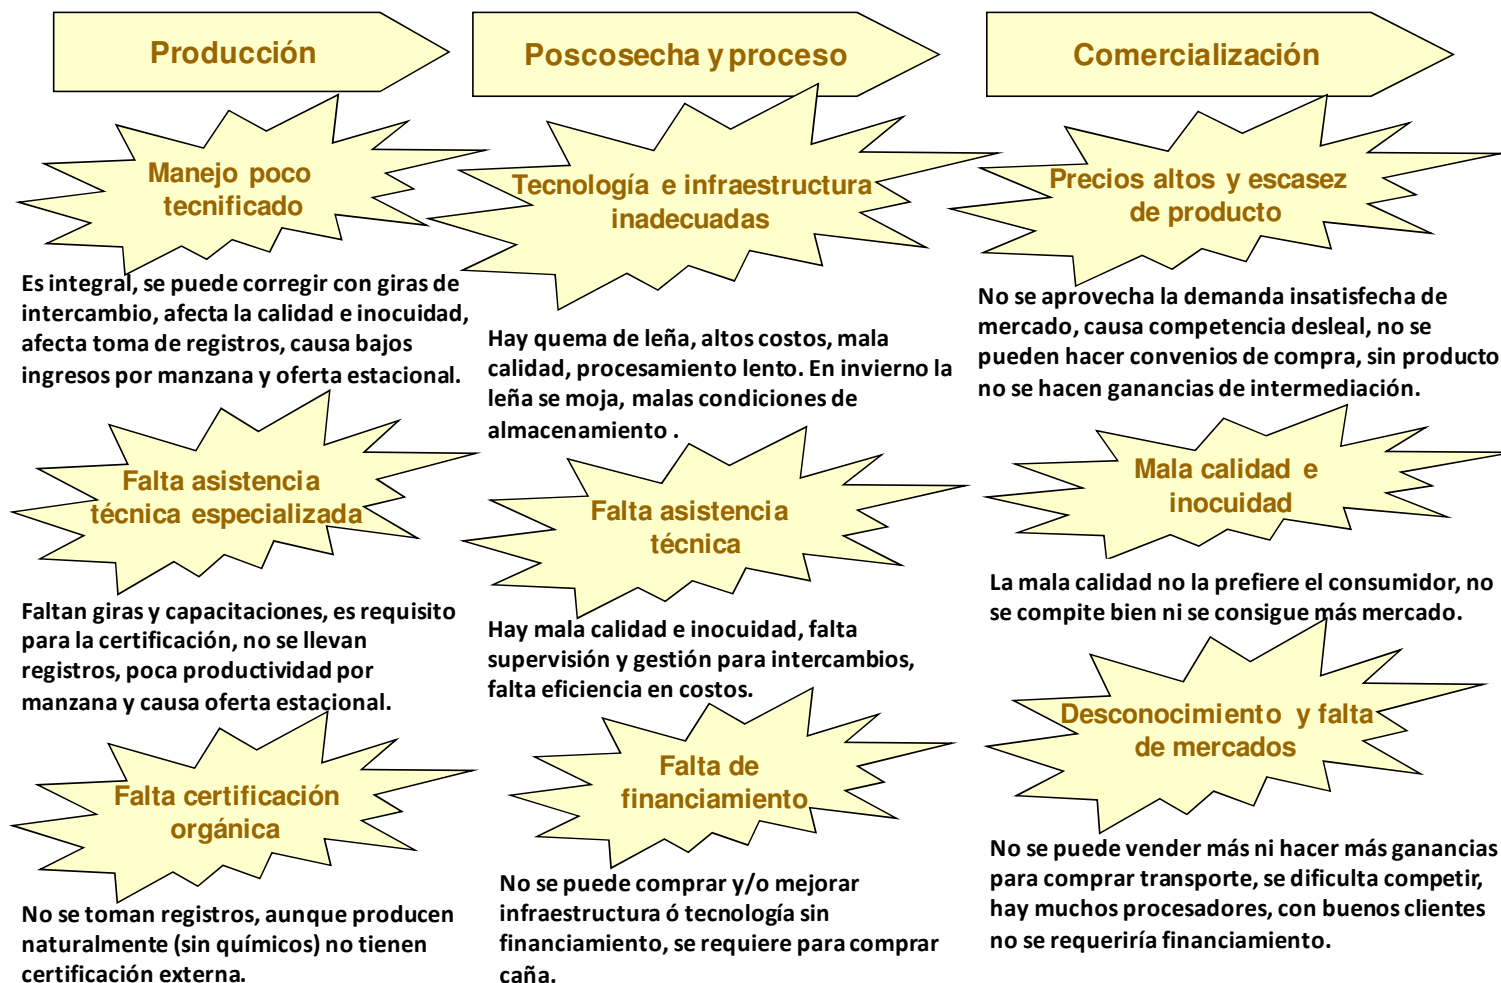 Producción
Manejo poco
tecnificado
Es integral, se puede corregir con giras de
intercambio, afecta la calidad e inocuidad,
afecta toma de registros, causa bajos
ingresos por manzana y oferta estacional.
Falta asistencia
técnica especializada
Faltan giras y capacitaciones, es requisito
para la certificación, no se llevan
registros, poca productividad por
manzana y causa oferta estacional.
Falta certificación
orgánica
No se toman registros, aunque producen
naturalmente (sin químicos) no tienen
certificación externa.
Poscosecha y proceso
Tecnología e infraestructura
inadecuadas
Hay quema de leña, altos costos, mala
calidad, procesamiento lento. En invierno la
leña se moja, malas condiciones de
almacenamiento .
Falta asistencia
técnica
Hay mala calidad e inocuidad, falta
supervisión y gestión para intercambios,
falta eficiencia en costos.
Falta de
financiamiento
No se puede comprar y/o mejorar
infraestructura ó tecnología sin
financiamiento, se requiere para comprar
caña.
Comercialización
Precios altos y escasez
de producto
No se aprovecha la demanda insatisfecha de
mercado, causa competencia desleal, no se
pueden hacer convenios de compra, sin producto
no se hacen ganancias de intermediación.
Mala calidad e
inocuidad
La mala calidad no la prefiere el consumidor, no
se compite bien ni se consigue más mercado.
Desconocimiento y falta
de mercados
No se puede vender más ni hacer más ganancias
para comprar transporte, se dificulta competir,
hay muchos procesadores, con buenos clientes
no se requeriría financiamiento.